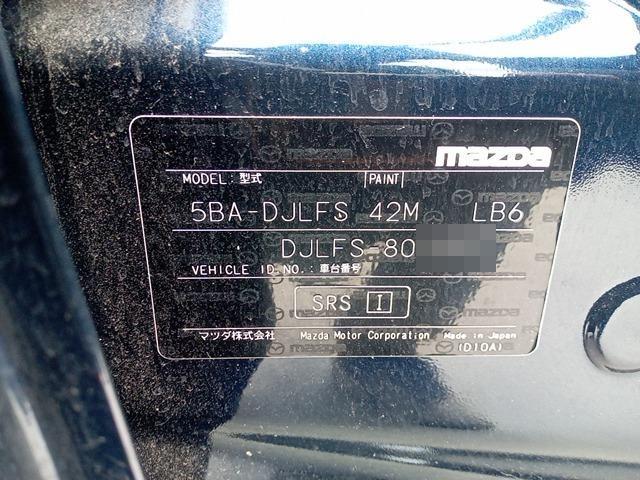 mazda
MODEL: 型式 PAINT
5BA-DJLFS 42M LB6
DJLFS-80
VEHICLE ID.NO.: 車台番号
SRS I
マツダ株式会社 Mazda Motor Corporation Made in Japan
(D10A)